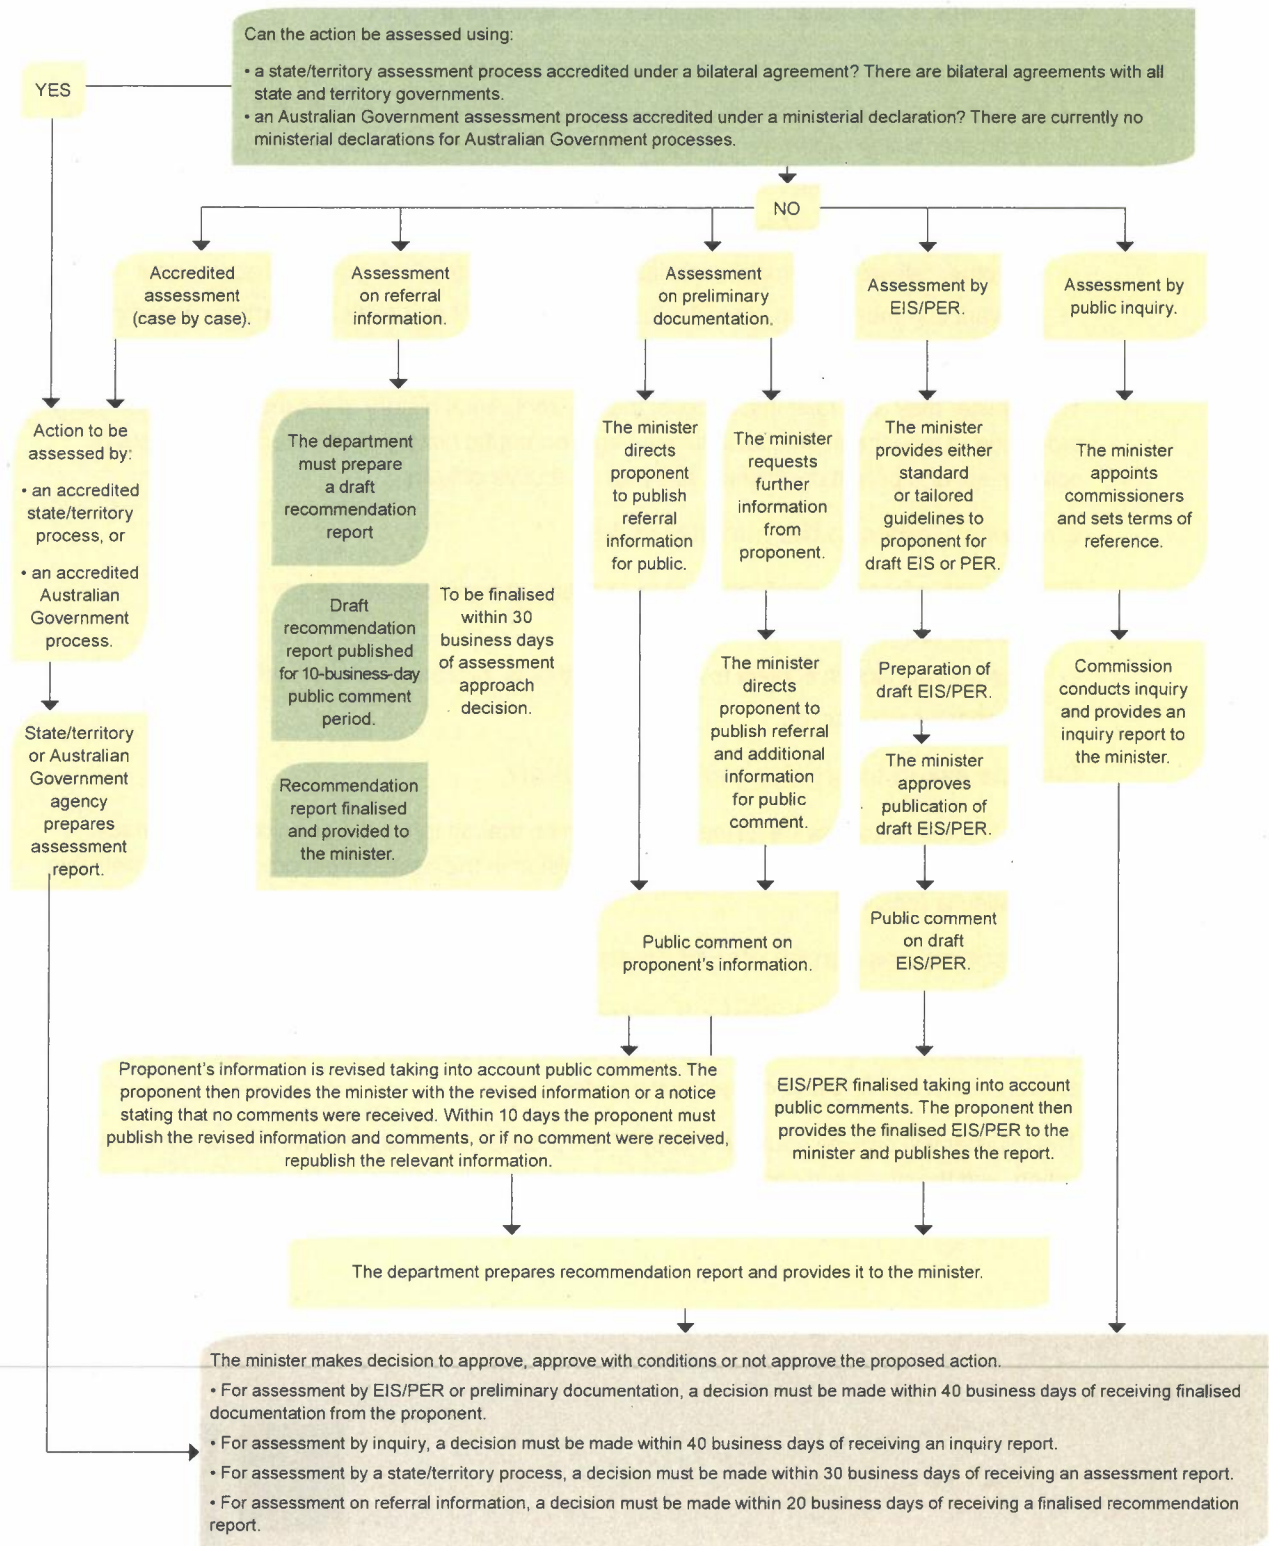 Can the action be assessed using:
• a state/territory assessment process accredited under a bilateral agreement? There are bilateral agreements with all
state and territory governments.
• an Australian Government assessment process accredited under a ministerial declaration? There are currently no
ministerial declarations for Australian Government processes.
YES
NO
Accredited
assessment
(case by case).
Assessment
on referral
information.
Assessment
on preliminary
documentation.
Assessment by
EIS/PER.
Assessment by
public inquiry.
Action to be
assessed by:
• an accredited
state/territory
process, or
• an accredited
Australian
Government
process.
The department
must prepare
a draft
recommendation
report
Draft
recommendation
report published
for 10-business-day
public comment
period.
Recommendation
report finalised
and provided to
the minister.
To be finalised
within 30
business days
of assessment
approach
decision.
The minister
directs
proponent
to publish
referral
information
for public.
The minister
requests
further
information
from
proponent.
The minister
provides either
standard
or tailored
guidelines to
proponent for
draft EIS or PER.
The minister
appoints
commissioners
and sets terms of
reference.
State/territory
or Australian
Government
agency
prepares
assessment
report.
The minister
directs
proponent to
publish referral
and additional
information
for public
comment.
Preparation of
draft EIS/PER.
The minister
approves
publication of
draft EIS/PER.
Commission
conducts inquiry
and provides an
inquiry report to
the minister.
Public comment on
proponent's information.
Public comment
on draft
EIS/PER.
Proponent's information is revised taking into account public comments. The
proponent then provides the minister with the revised information or a notice
stating that no comments were received. Within 10 days the proponent must
publish the revised information and comments, or if no comment were received,
republish the relevant information.
EIS/PER finalised taking into account
public comments. The proponent then
provides the finalised EIS/PER to the
minister and publishes the report.
The department prepares recommendation report and provides it to the minister.
The minister makes decision to approve, approve with conditions or not approve the proposed action.
• For assessment by EIS/PER or preliminary documentation, a decision must be made within 40 business days of receiving finalised
documentation from the proponent.
• For assessment by inquiry, a decision must be made within 40 business days of receiving an inquiry report.
• For assessment by a state/territory process, a decision must be made within 30 business days of receiving an assessment report.
• For assessment on referral information, a decision must be made within 20 business days of receiving a finalised recommendation
report.